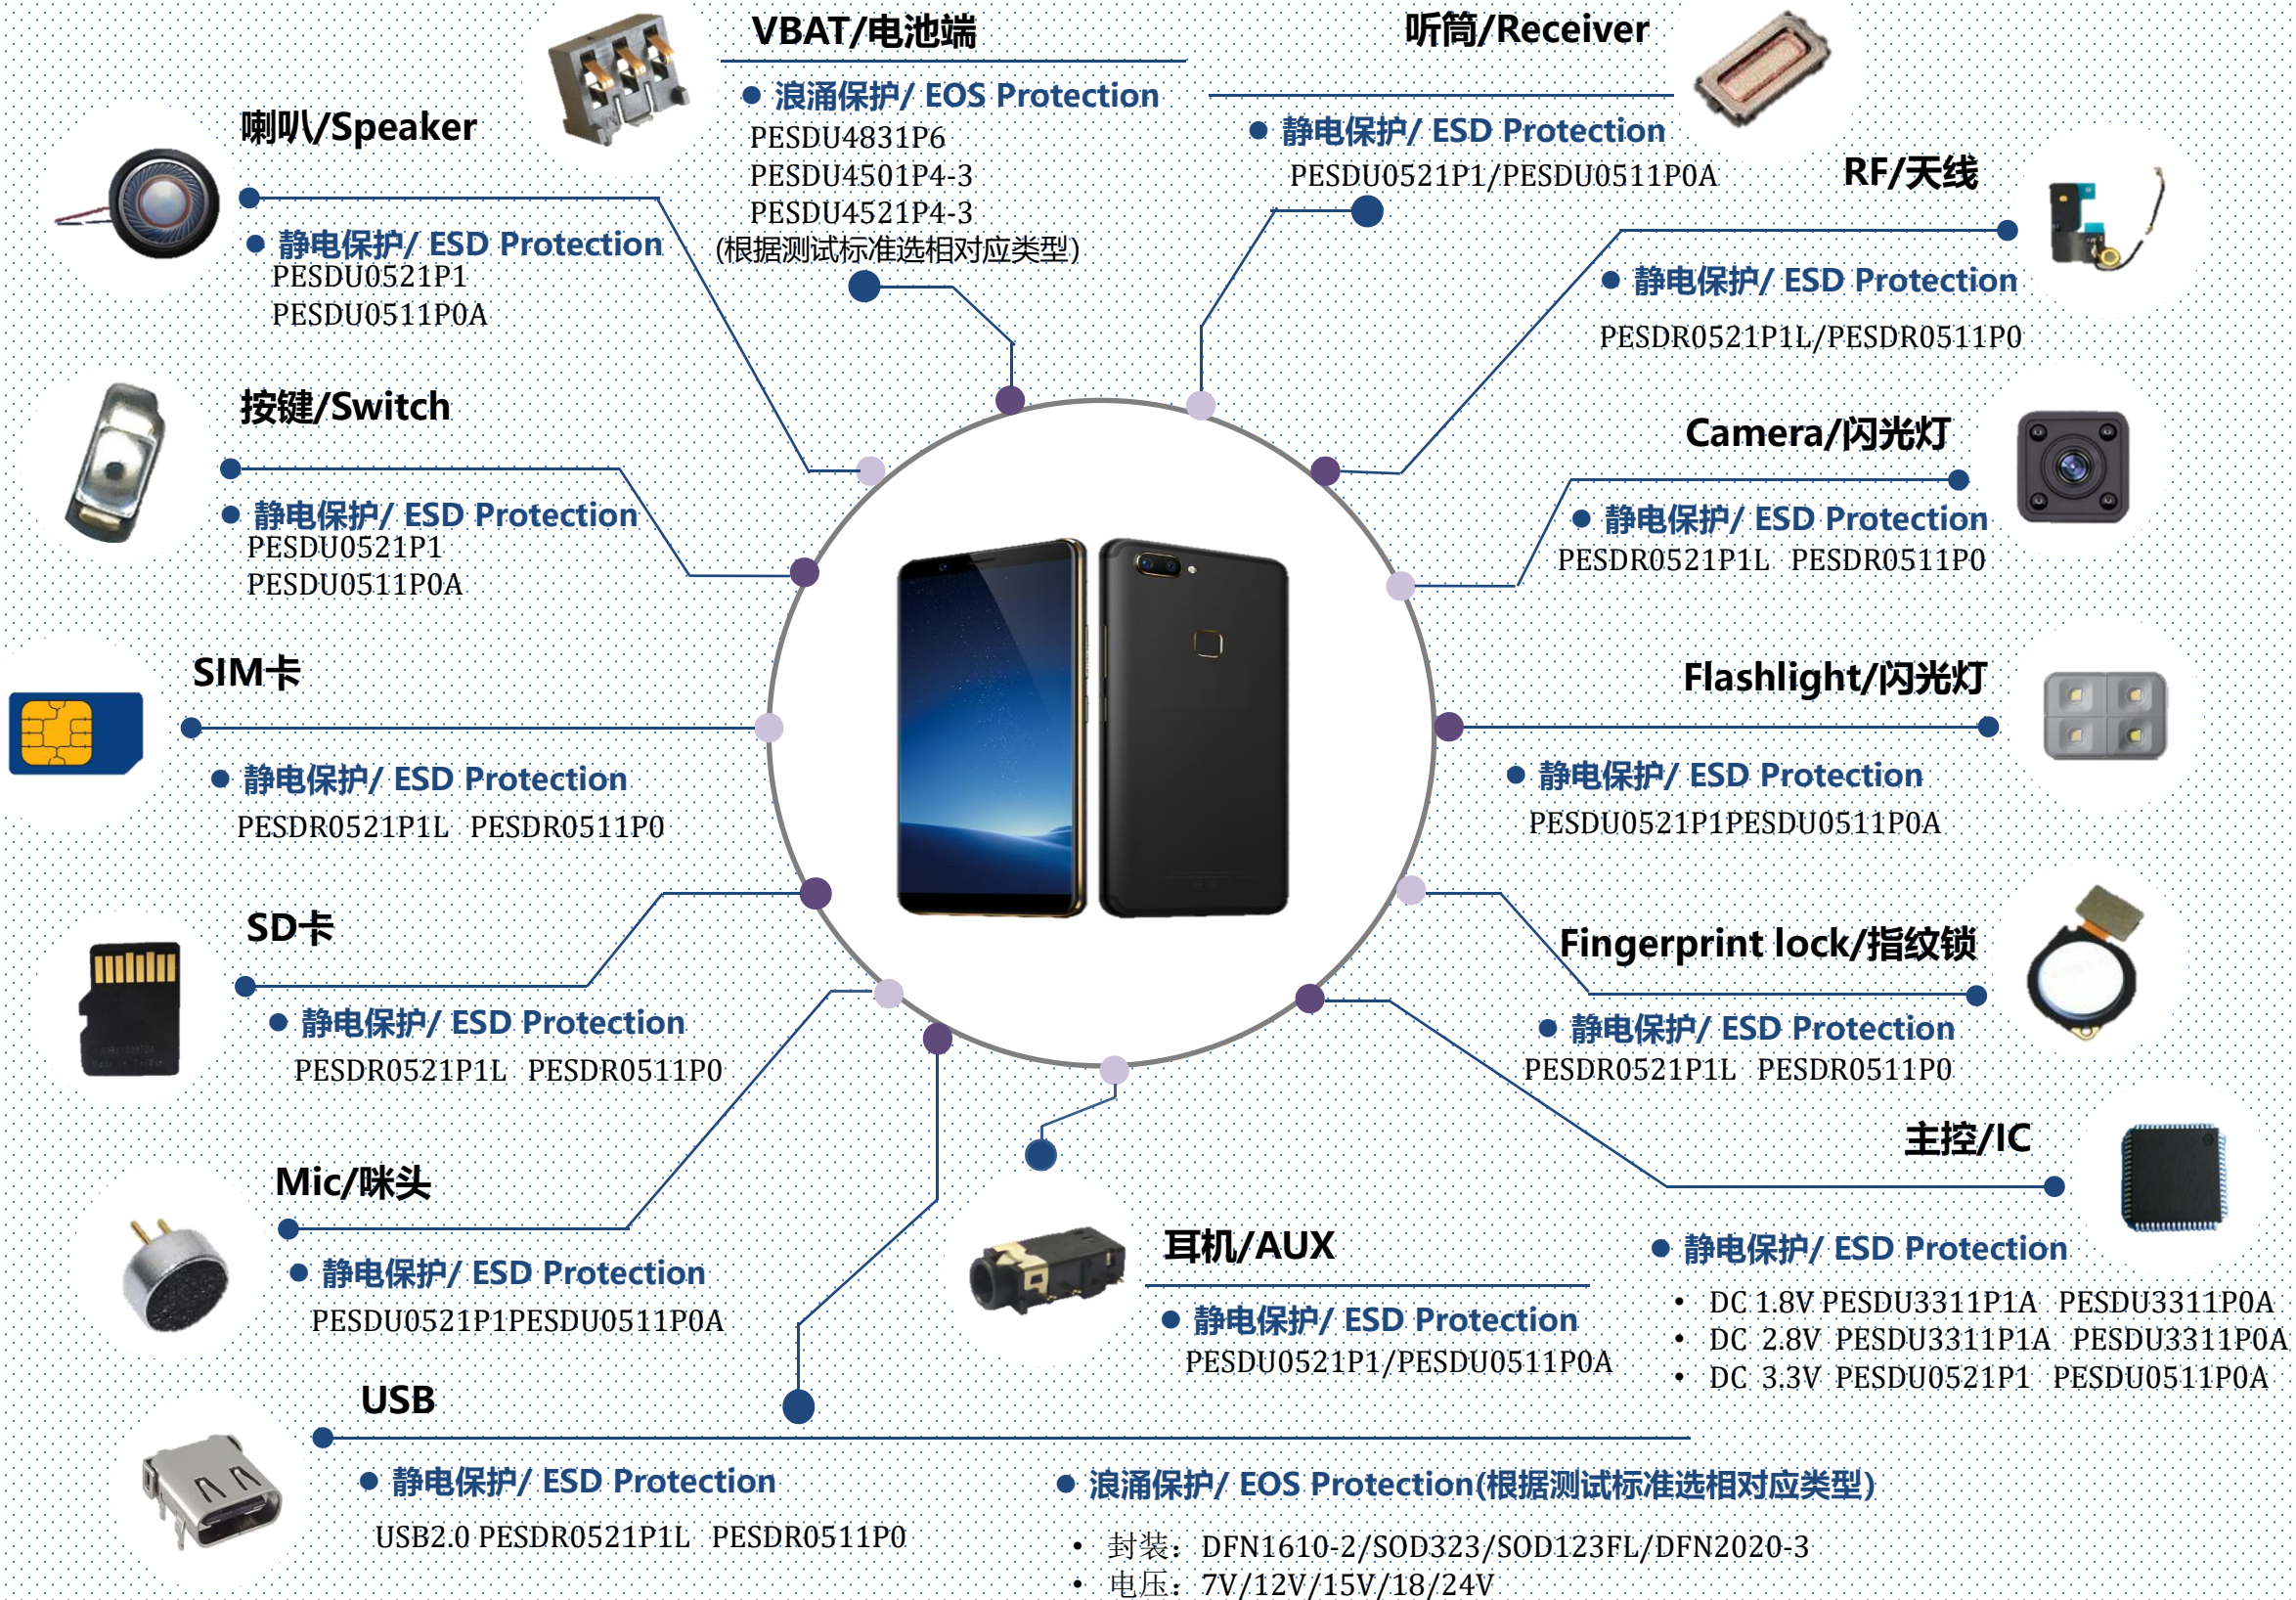 VBAT/电池端
● 浪涌保护/ EOS Protection
PESDU4831P6
PESDU4501P4-3
PESDU4521P4-3
(根据测试标准选相对应类型)
听筒/Receiver
● 静电保护/ ESD Protection
PESDU0521P1/PESDU0511P0A
喇叭/Speaker
● 静电保护/ ESD Protection
PESDU0521P1
PESDU0511P0A
RF/天线
● 静电保护/ ESD Protection
PESDR0521P1L/PESDR0511P0
按键/Switch
● 静电保护/ ESD Protection
PESDU0521P1
PESDU0511P0A
Camera/闪光灯
● 静电保护/ ESD Protection
PESDR0521P1L PESDR0511P0
SIM卡
● 静电保护/ ESD Protection
PESDR0521P1L PESDR0511P0
Flashlight/闪光灯
● 静电保护/ ESD Protection
PESDU0521P1PESDU0511P0A
SD卡
● 静电保护/ ESD Protection
PESDR0521P1L PESDR0511P0
Fingerprint lock/指纹锁
● 静电保护/ ESD Protection
PESDR0521P1L PESDR0511P0
Mic/咪头
● 静电保护/ ESD Protection
PESDU0521P1PESDU0511P0A
耳机/AUX
● 静电保护/ ESD Protection
PESDU0521P1/PESDU0511P0A
主控/IC
● 静电保护/ ESD Protection
• DC 1.8V PESDU3311P1A PESDU3311P0A
• DC 2.8V PESDU3311P1A PESDU3311P0A
• DC 3.3V PESDU0521P1 PESDU0511P0A
USB
● 静电保护/ ESD Protection
USB2.0 PESDR0521P1L PESDR0511P0
● 浪涌保护/ EOS Protection(根据测试标准选相对应类型)
• 封装：DFN1610-2/SOD323/SOD123FL/DFN2020-3
• 电压：7V/12V/15V/18/24V